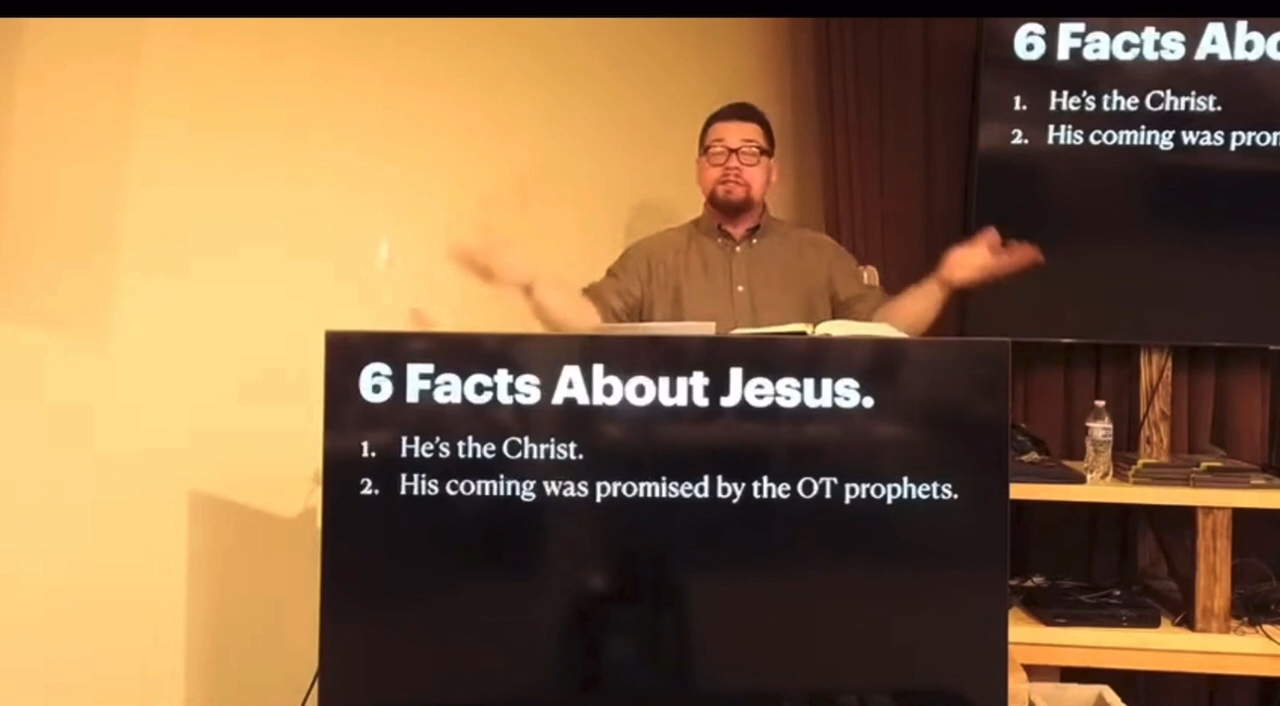 6 Facts Abo
1. He's the Christ.
2. His coming was pron
6 Facts About Jesus.
1. He's the Christ.
2. His coming was promised by the OT prophets.